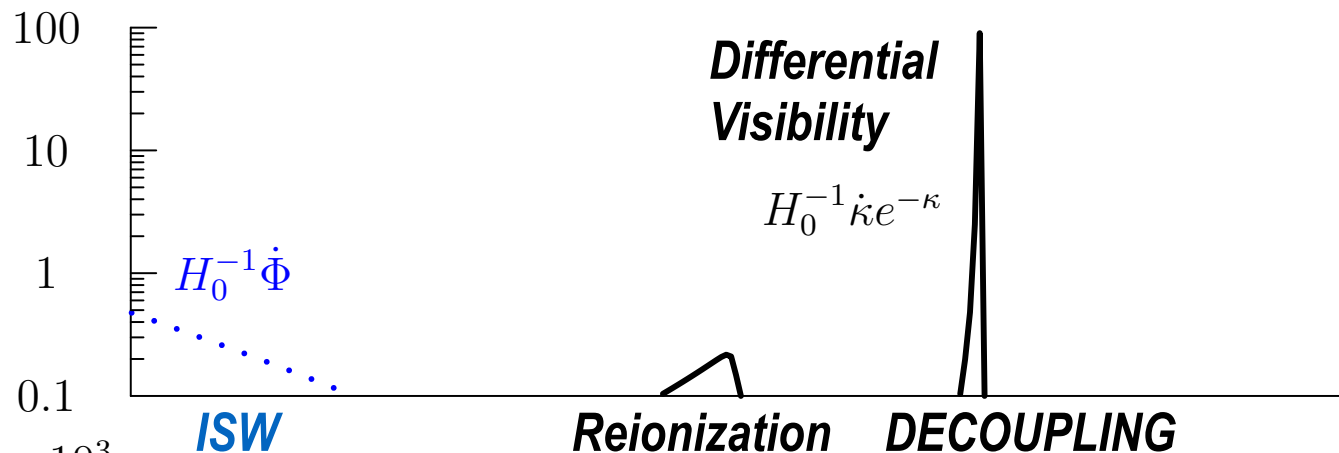 100
Differential
Visibility
10
$H_0^{-1}\dot{\kappa}e^{-\kappa}$
1
$H_0^{-1}\dot{\Phi}$
0.1
ISW Reionization DECOUPLING